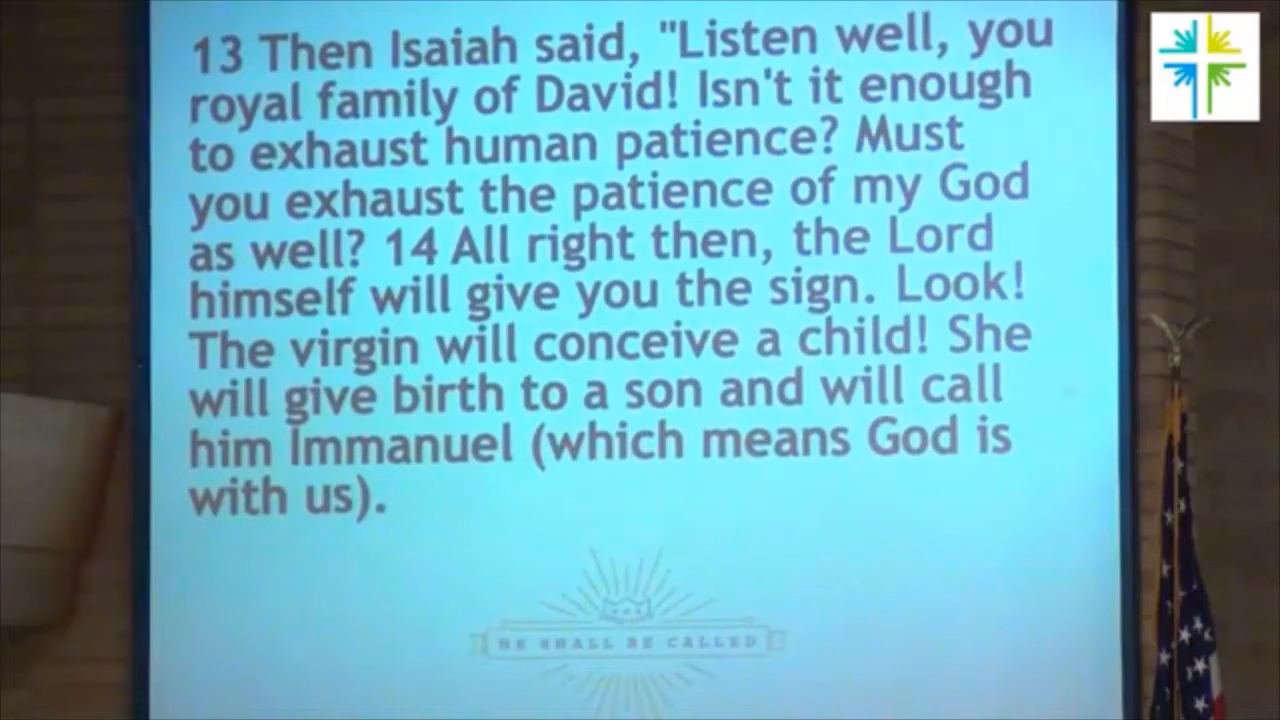 13 Then Isaiah said, "Listen well, you
royal family of David! Isn't it enough
to exhaust human patience? Must
you exhaust the patience of my God
as well? 14 All right then, the Lord
himself will give you the sign. Look!
The virgin will conceive a child! She
will give birth to a son and will call
him Immanuel (which means God is
with us).
HE SHALL BE CALLED